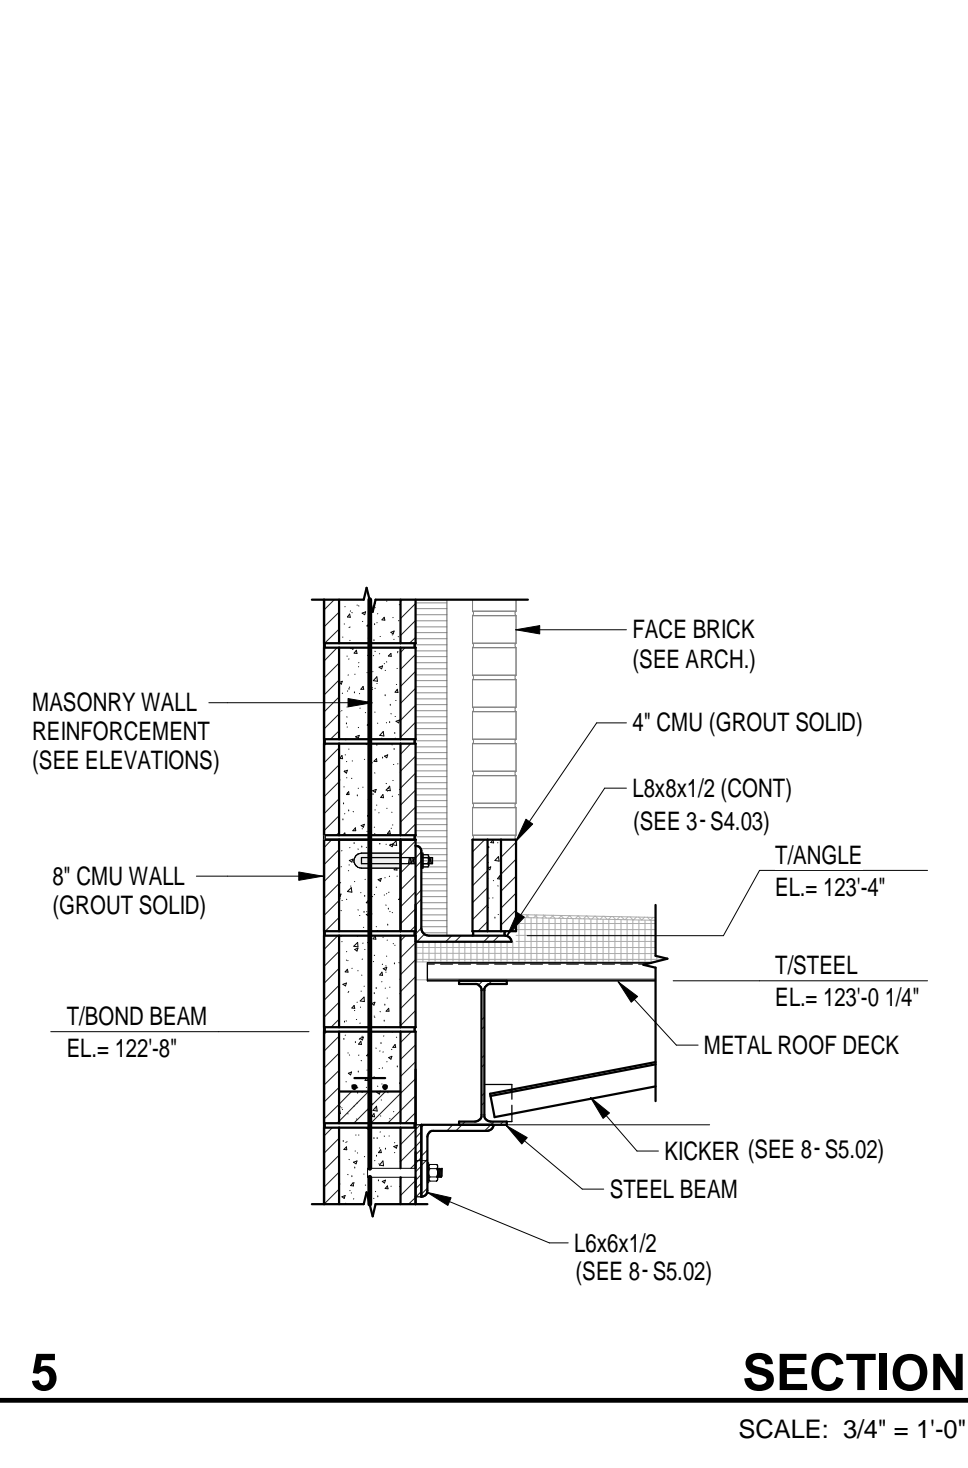 FACE BRICK
(SEE ARCH.)
MASONRY WALL
REINFORCEMENT
(SEE ELEVATIONS)
4" CMU (GROUT SOLID)
L8x8x1/2 (CONT)
(SEE 3-S4.03)
T/ANGLE
EL.= 123'-4"
8" CMU WALL
(GROUT SOLID)
T/STEEL
EL.= 123'-0 1/4"
T/BOND BEAM
EL.= 122'-8"
METAL ROOF DECK
KICKER (SEE 8-S5.02)
STEEL BEAM
L6x6x1/2
(SEE 8-S5.02)
5 SECTION
SCALE: 3/4" = 1'-0"